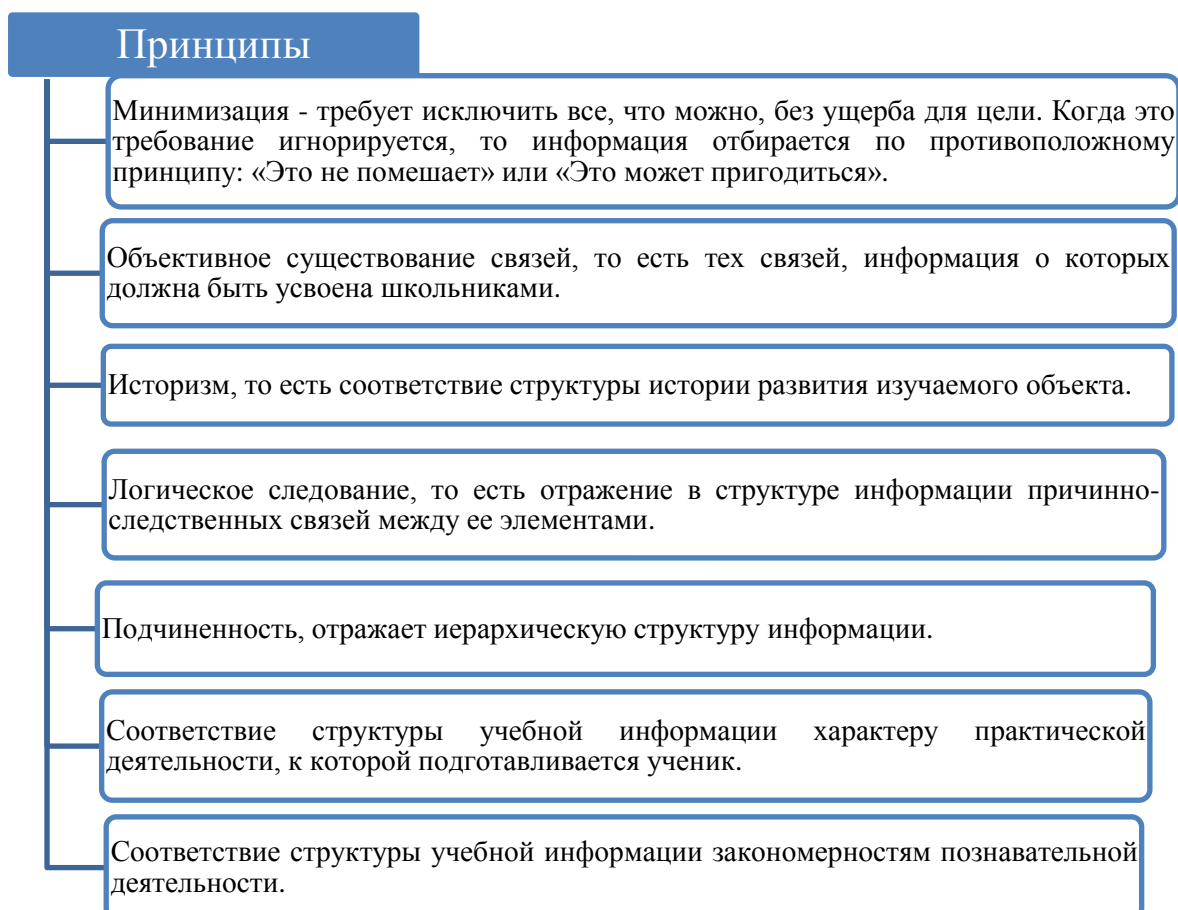 Принципы
Минимизация - требует исключить все, что можно, без ущерба для цели. Когда это
требование игнорируется, то информация отбирается по противоположному
принципу: «Это не помешает» или «Это может пригодиться».
Объективное существование связей, то есть тех связей, информация о которых
должна быть усвоена школьниками.
Историзм, то есть соответствие структуры истории развития изучаемого объекта.
Логическое следование, то есть отражение в структуре информации причинно-
следственных связей между ее элементами.
Подчиненность, отражает иерархическую структуру информации.
Соответствие структуры учебной информации характеру практической
деятельности, к которой подготавливается ученик.
Соответствие структуры учебной информации закономерностям познавательной
деятельности.